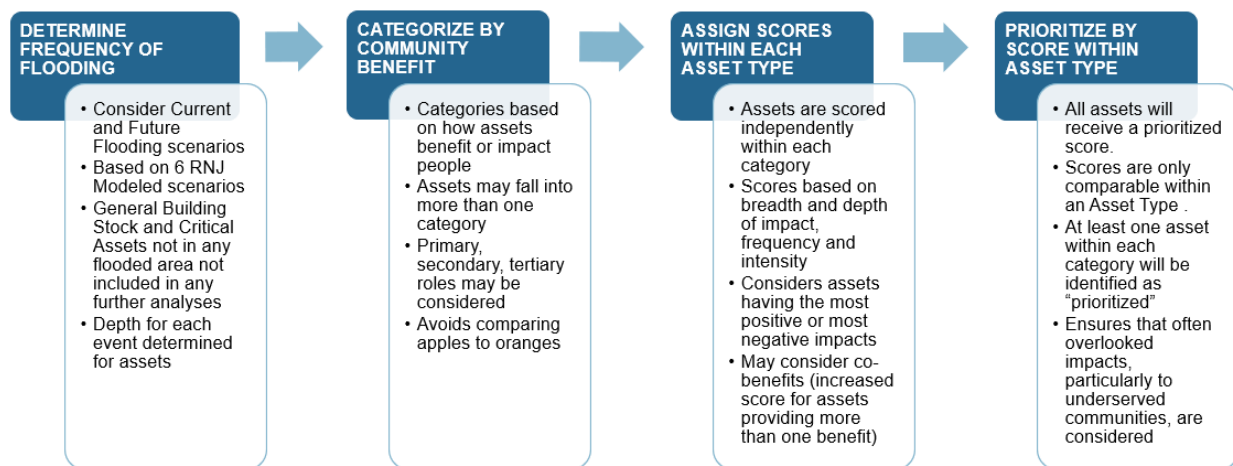 DETERMINE
FREQUENCY OF
FLOODING
• Consider Current
and Future
Flooding scenarios
• Based on 6 RNJ
Modeled scenarios
• General Building
Stock and Critical
Assets not in any
flooded area not
included in any
further analyses
• Depth for each
event determined
for assets
CATEGORIZE BY
COMMUNITY
BENEFIT
• Categories based
on how assets
benefit or impact
people
• Assets may fall into
more than one
category
• Primary,
secondary, tertiary
roles may be
considered
• Avoids comparing
apples to oranges
ASSIGN SCORES
WITHIN EACH
ASSET TYPE
• Assets are scored
independently
within each
category
• Scores based on
breadth and depth
of impact,
frequency and
intensity
• Considers assets
having the most
positive or most
negative impacts
• May consider co-
benefits (increased
score for assets
providing more
than one benefit)
PRIORITIZE BY
SCORE WITHIN
ASSET TYPE
• All assets will
receive a prioritized
score.
• Scores are only
comparable within
an Asset Type .
• At least one asset
within each
category will be
identified as
“prioritized”
• Ensures that often
overlooked
impacts,
particularly to
underserved
communities, are
considered